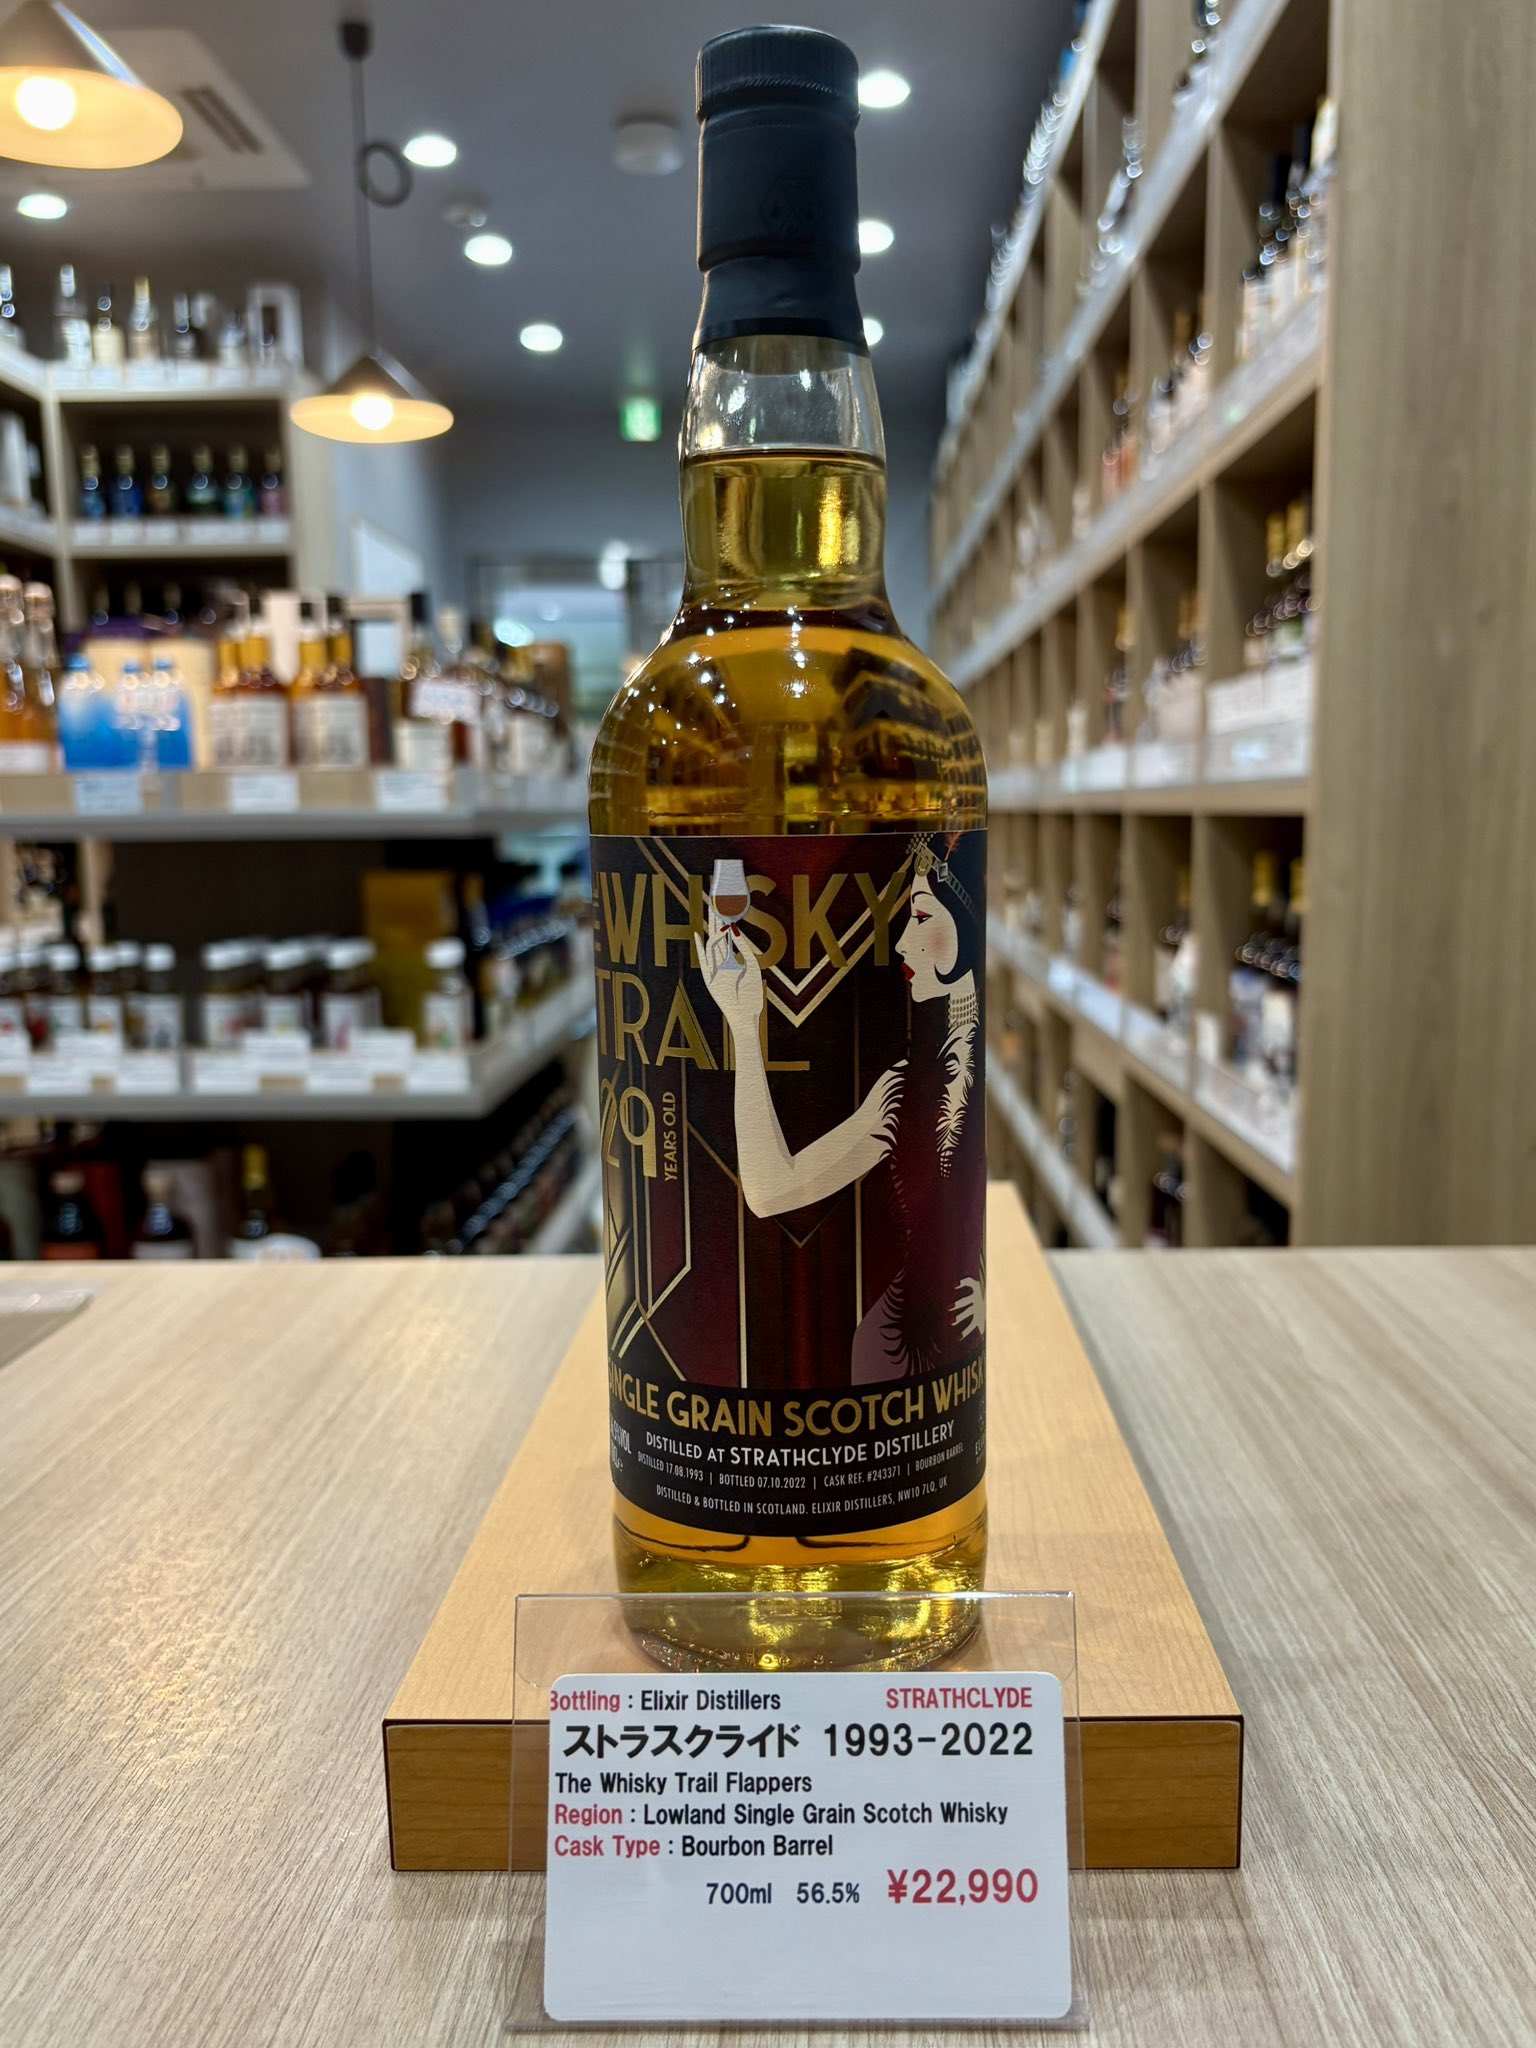 THE WHISKY
TRAIL
29 YEARS OLD
SINGLE GRAIN SCOTCH WHISKY
DISTILLED AT STRATHCLYDE DISTILLERY
DISTILLED 17.08.1993 | BOTTLED 07.10.2022 | CASK REF. #243371 | BOURBON BARREL
DISTILLED & BOTTLED IN SCOTLAND. ELIXIR DISTILLERS, NW10 7LQ, UK
Bottling : Elixir Distillers STRATHCLYDE
ストラスクライド 1993-2022
The Whisky Trail Flappers
Region : Lowland Single Grain Scotch Whisky
Cask Type : Bourbon Barrel
700ml 56.5% ¥22,990